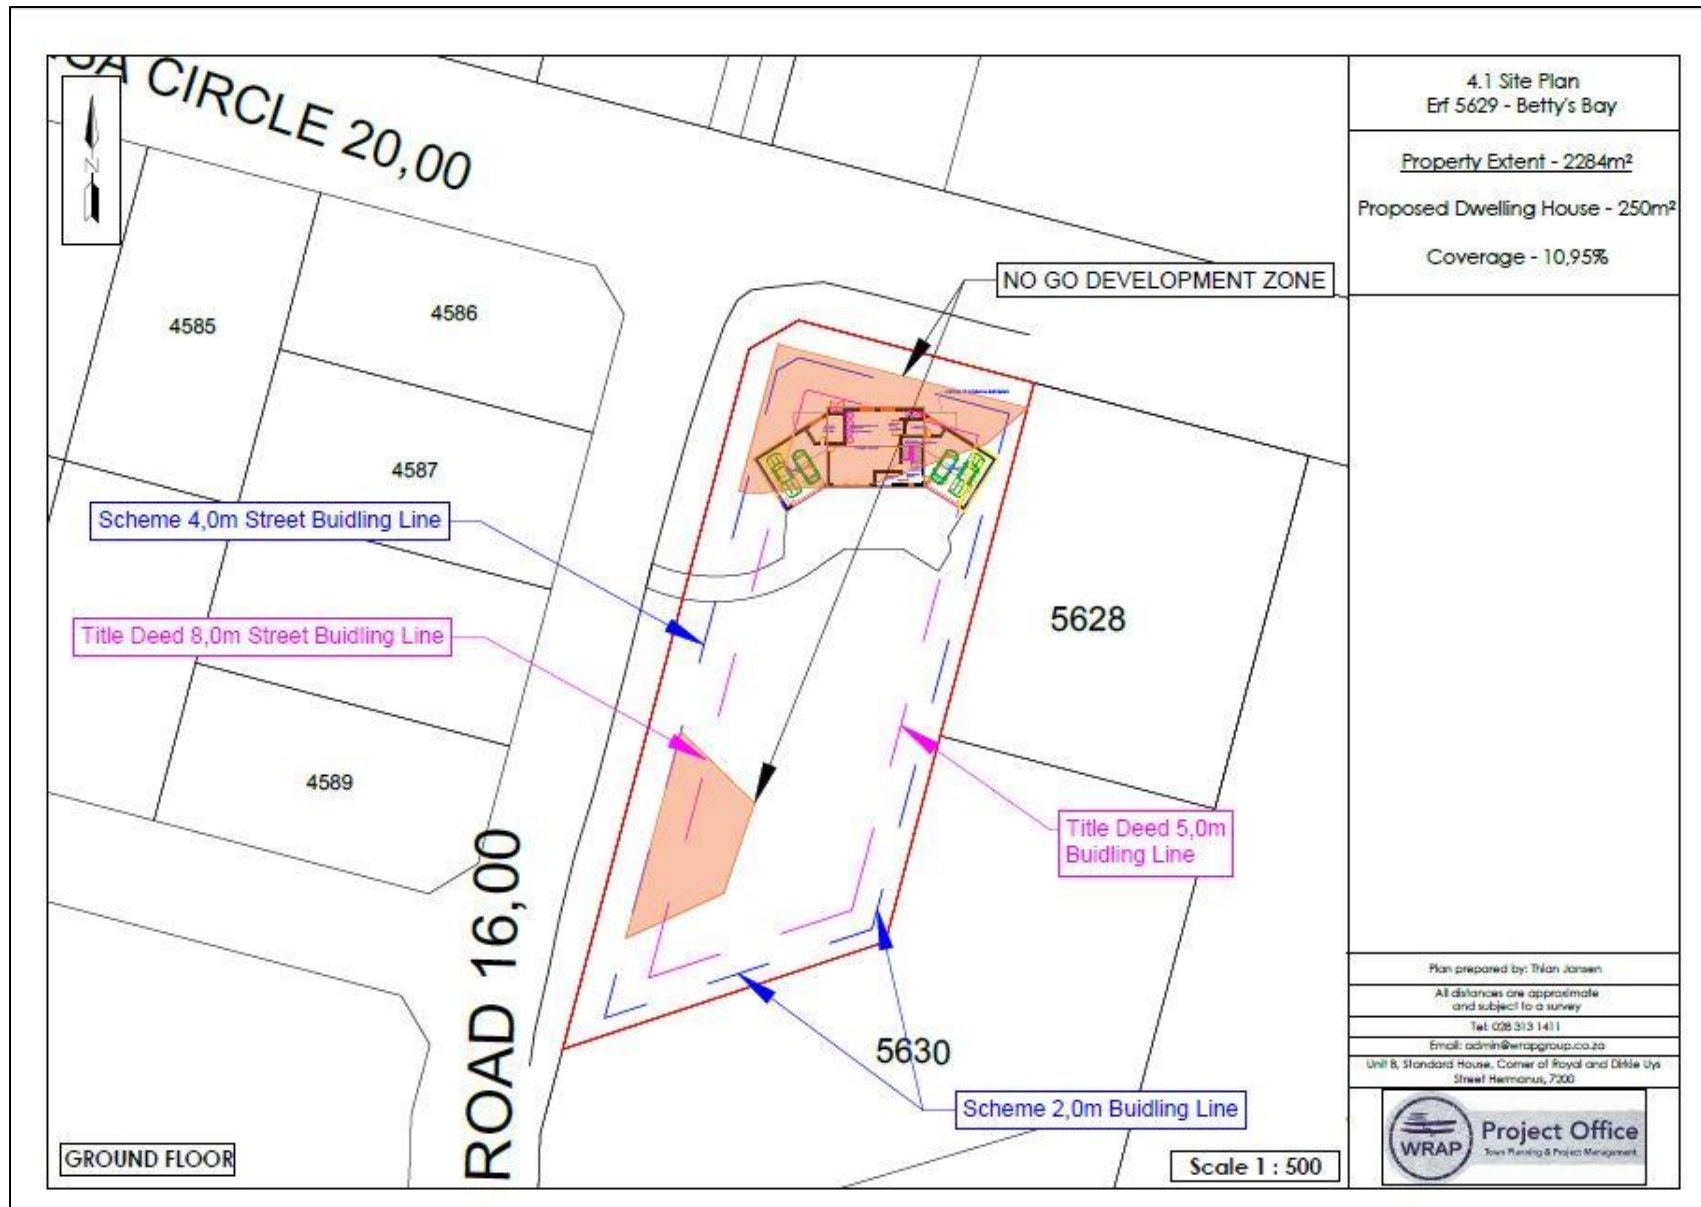 GA CIRCLE 20,00
N
4585
4586
4587
4589
NO GO DEVELOPMENT ZONE
Scheme 4,0m Street Buidling Line
Title Deed 8,0m Street Buidling Line
5628
Title Deed 5,0m
Buidling Line
5630
Scheme 2,0m Buidling Line
ROAD 16,00
GROUND FLOOR
Scale 1 : 500
4.1 Site Plan
Erf 5629 - Betty's Bay
Property Extent - 2284m²
Proposed Dwelling House - 250m²
Coverage - 10,95%
Plan prepared by: Thian Jansen
All distances are approximate
and subject to a survey
Tel: 028 313 1411
Email: admin@wrapgroup.co.za
Unit B, Standard House, Corner of Royal and Dirkie Uys
Street Hermanus, 7200
WRAP
Project Office
Town Planning & Project Management